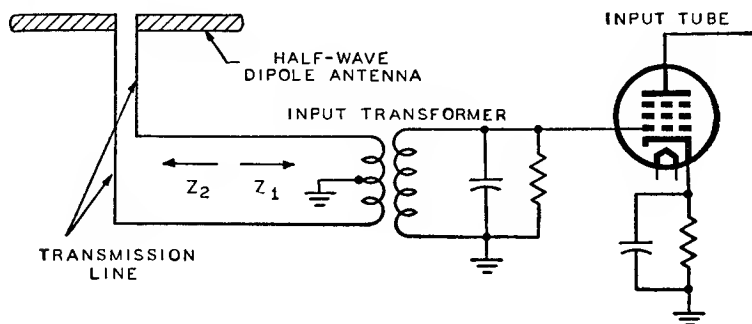 INPUT TUBE
HALF-WAVE
DIPOLE ANTENNA
INPUT TRANSFORMER
Z2
Z1
TRANSMISSION
LINE